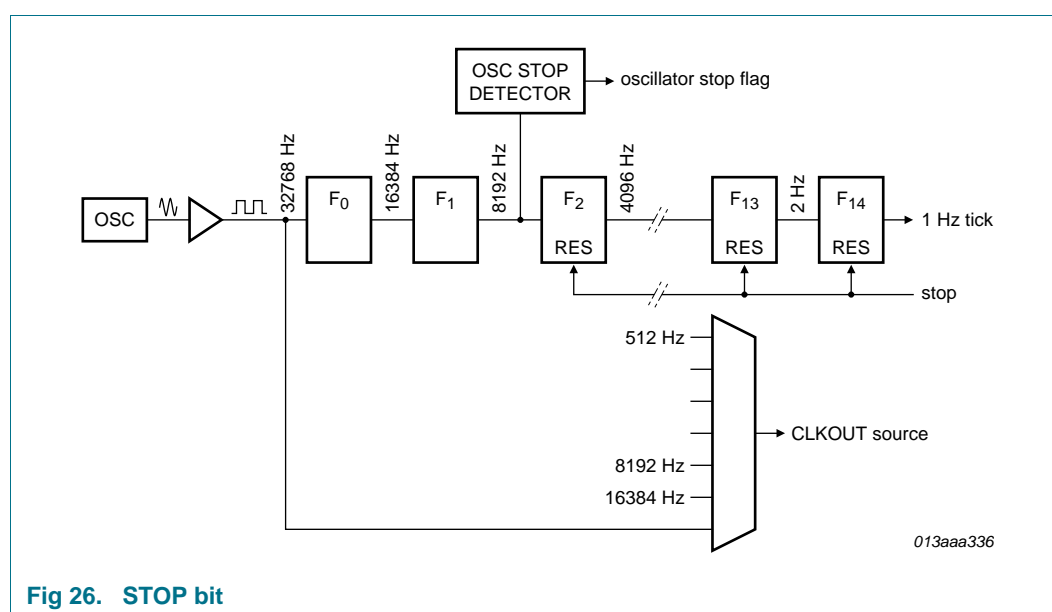 OSC STOP
DETECTOR
oscillator stop flag
32768 Hz
16384 Hz
8192 Hz
4096 Hz
2 Hz
OSC
F0
F1
F2
RES
F13
RES
F14
RES
1 Hz tick
stop
512 Hz
8192 Hz
16384 Hz
CLKOUT source
013aaa336
Fig 26. STOP bit